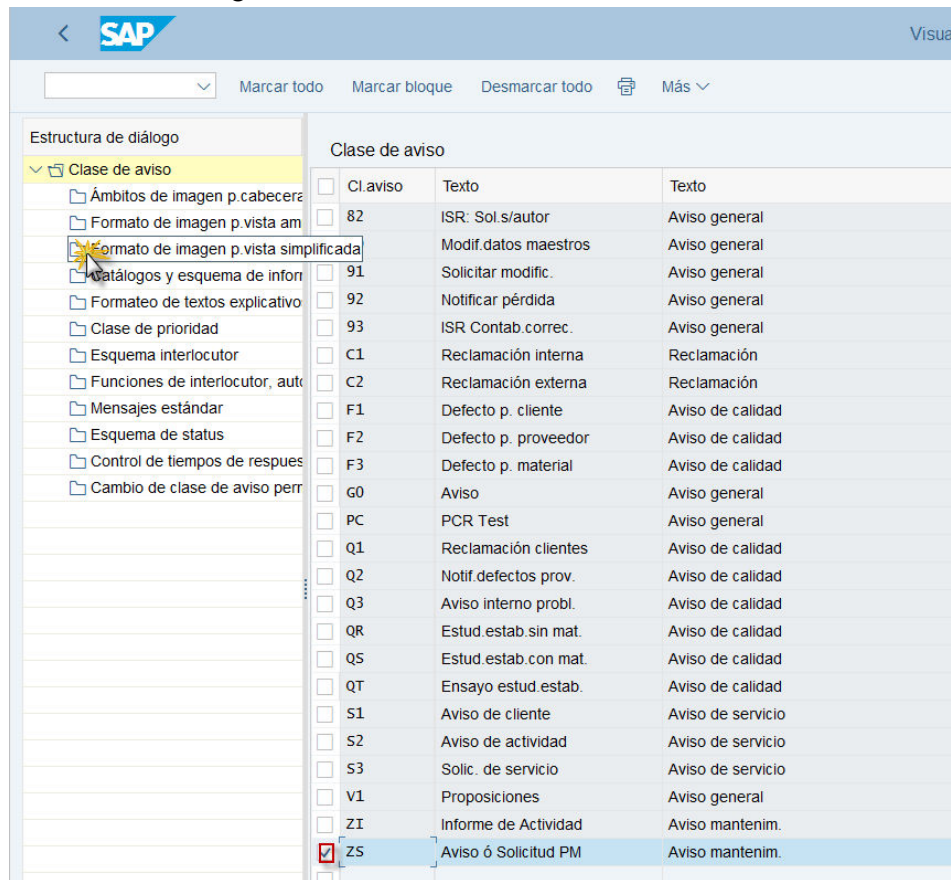 SAP
Visua
Marcar todo Marcar bloque Desmarcar todo Más
Estructura de diálogo
Clase de aviso
Ámbitos de imagen p.cabecera
Formato de imagen p.vista am
Formato de imagen p.vista simplificada
Catálogos y esquema de infor
Formateo de textos explicativo
Clase de prioridad
Esquema interlocutor
Funciones de interlocutor, auto
Mensajes estándar
Esquema de status
Control de tiempos de respues
Cambio de clase de aviso perr
Clase de aviso
Cl.aviso Texto Texto
82 ISR: Sol.s/autor Aviso general
Modif.datos maestros Aviso general
91 Solicitar modific. Aviso general
92 Notificar pérdida Aviso general
93 ISR Contab.correc. Aviso general
C1 Reclamación interna Reclamación
C2 Reclamación externa Reclamación
F1 Defecto p. cliente Aviso de calidad
F2 Defecto p. proveedor Aviso de calidad
F3 Defecto p. material Aviso de calidad
G0 Aviso Aviso general
PC PCR Test Aviso general
Q1 Reclamación clientes Aviso de calidad
Q2 Notif.defectos prov. Aviso de calidad
Q3 Aviso interno probl. Aviso de calidad
QR Estud.estab.sin mat. Aviso de calidad
QS Estud.estab.con mat. Aviso de calidad
QT Ensayo estud.estab. Aviso de calidad
S1 Aviso de cliente Aviso de servicio
S2 Aviso de actividad Aviso de servicio
S3 Solic. de servicio Aviso de servicio
V1 Proposiciones Aviso general
ZI Informe de Actividad Aviso mantenim.
ZS Aviso ó Solicitud PM Aviso mantenim.